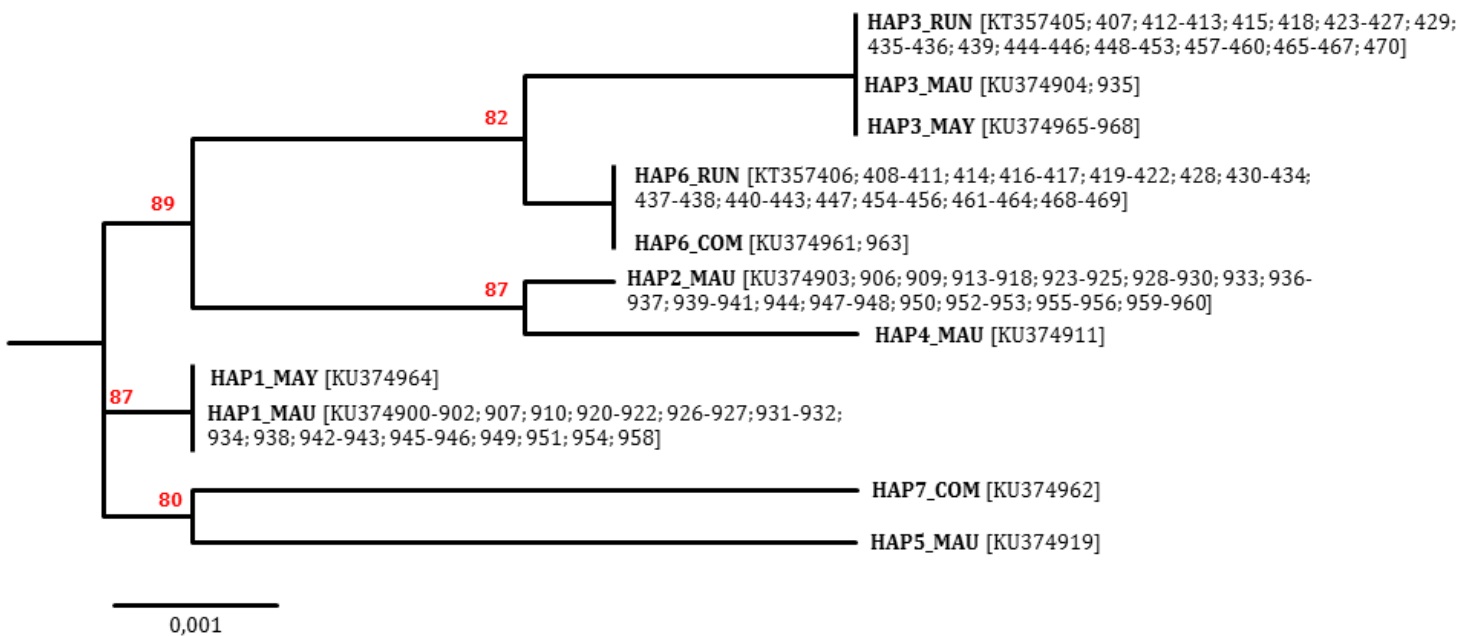 HAP3_RUN [KT357405; 407; 412-413; 415; 418; 423-427; 429;
435-436; 439; 444-446; 448-453; 457-460; 465-467; 470]
HAP3_MAU [KU374904; 935]
82
HAP3_MAY [KU374965-968]
HAP6_RUN [KT357406; 408-411; 414; 416-417; 419-422; 428; 430-434;
437-438; 440-443; 447; 454-456; 461-464; 468-469]
89
HAP6_COM [KU374961; 963]
HAP2_MAU [KU374903; 906; 909; 913-918; 923-925; 928-930; 933; 936-
937; 939-941; 944; 947-948; 950; 952-953; 955-956; 959-960]
87
HAP4_MAU [KU374911]
HAP1_MAY [KU374964]
87
HAP1_MAU [KU374900-902; 907; 910; 920-922; 926-927; 931-932;
934; 938; 942-943; 945-946; 949; 951; 954; 958]
HAP7_COM [KU374962]
80
HAP5_MAU [KU374919]
0,001